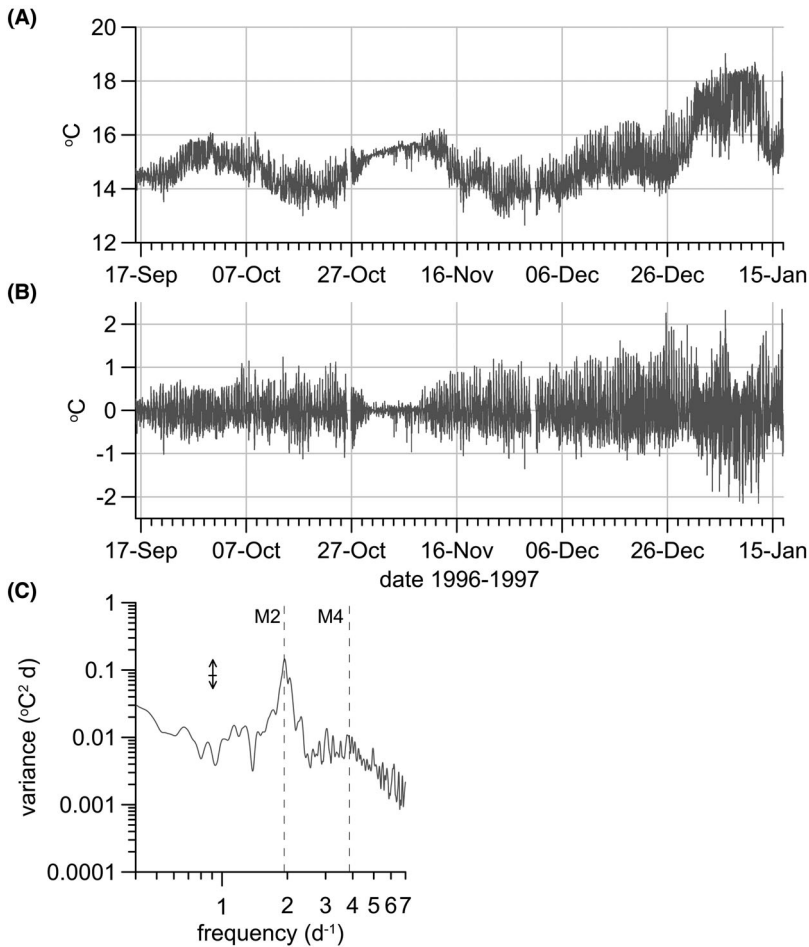 (A)
20
18
16
14
12
°C
17-Sep 07-Oct 27-Oct 16-Nov 06-Dec 26-Dec 15-Jan
(B)
2
1
0
-1
-2
°C
17-Sep 07-Oct 27-Oct 16-Nov 06-Dec 26-Dec 15-Jan
date 1996-1997
(C)
1
0.1
0.01
0.001
0.0001
variance (°C² d)
M2 M4
1 2 3 4 5 6 7
frequency (d⁻¹)